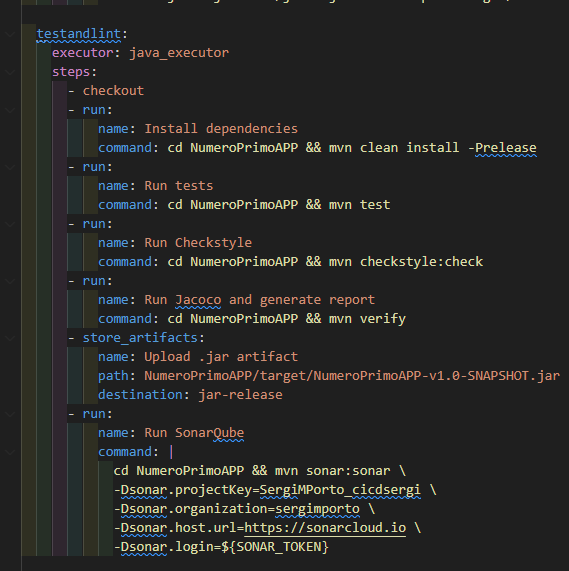 testandlint:
executor: java_executor
steps:
- checkout
- run:
name: Install dependencies
command: cd NumeroPrimoAPP && mvn clean install -Prelease
- run:
name: Run tests
command: cd NumeroPrimoAPP && mvn test
- run:
name: Run Checkstyle
command: cd NumeroPrimoAPP && mvn checkstyle:check
- run:
name: Run Jacoco and generate report
command: cd NumeroPrimoAPP && mvn verify
- store_artifacts:
name: Upload .jar artifact
path: NumeroPrimoAPP/target/NumeroPrimoAPP-v1.0-SNAPSHOT.jar
destination: jar-release
- run:
name: Run SonarQube
command: |
cd NumeroPrimoAPP && mvn sonar:sonar \
-Dsonar.projectKey=SergiMPorto_cicdsergi \
-Dsonar.organization=sergimporto \
-Dsonar.host.url=https://sonarcloud.io \
-Dsonar.login=${SONAR_TOKEN}